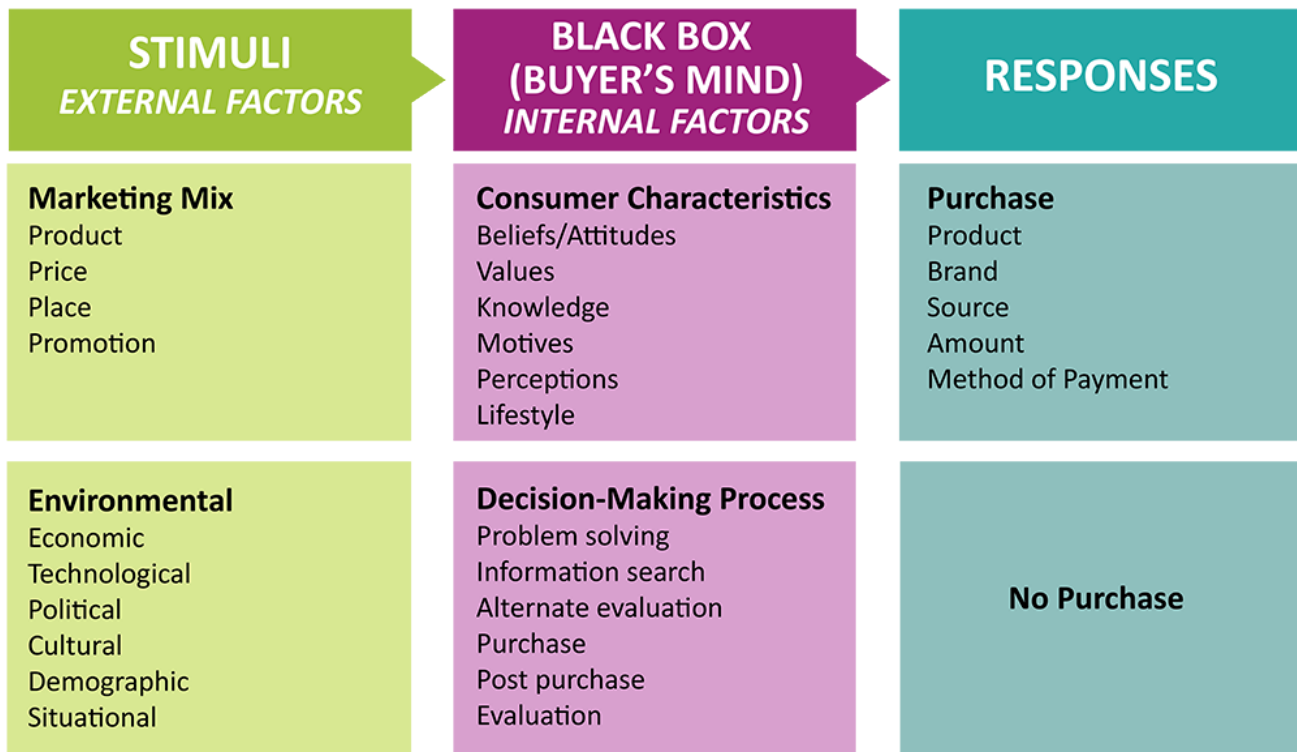 STIMULI
EXTERNAL FACTORS
BLACK BOX
(BUYER’S MIND)
INTERNAL FACTORS
RESPONSES
Marketing Mix
Product
Price
Place
Promotion
Consumer Characteristics
Beliefs/Attitudes
Values
Knowledge
Motives
Perceptions
Lifestyle
Purchase
Product
Brand
Source
Amount
Method of Payment
Environmental
Economic
Technological
Political
Cultural
Demographic
Situational
Decision-Making Process
Problem solving
Information search
Alternate evaluation
Purchase
Post purchase
Evaluation
No Purchase